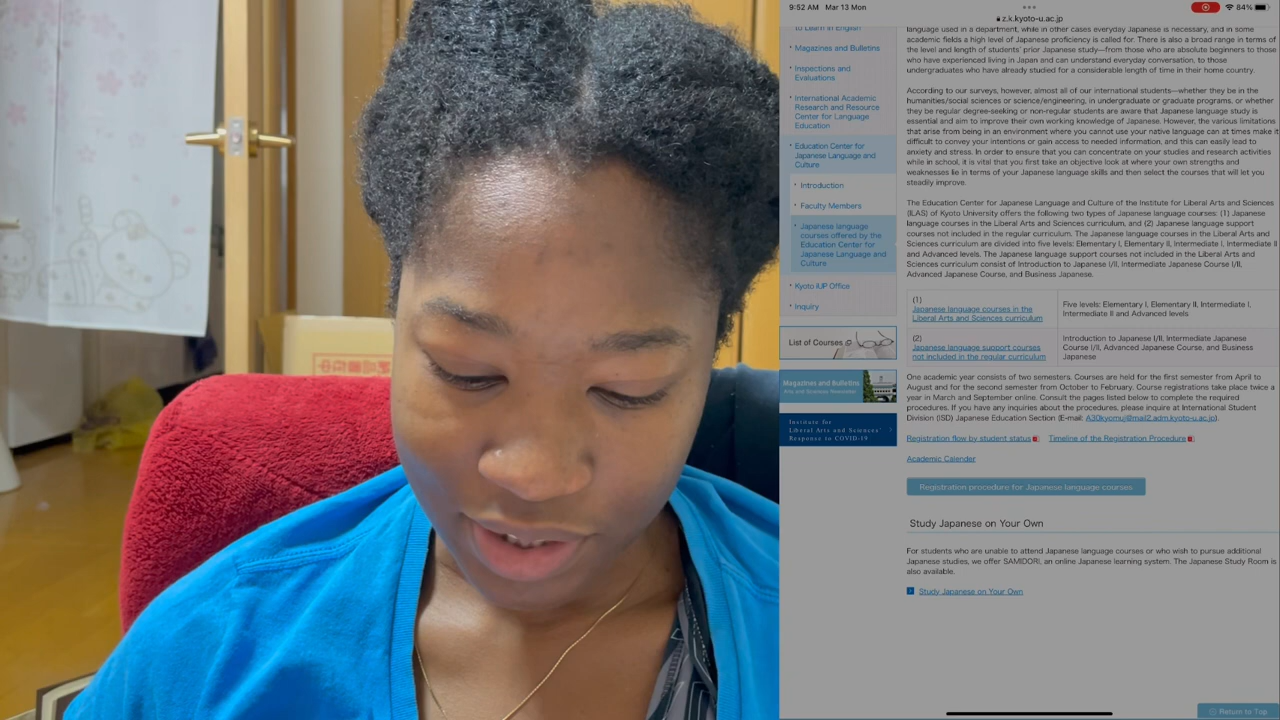 9:52 AM Mar 13 Mon
84%
z.k.kyoto-u.ac.jp
to Learn in English
Magazines and Bulletins
Inspections and
Evaluations
International Academic
Research and Resource
Center for Language
Education
Education Center for
Japanese Language and
Culture
Introduction
Faculty Members
Japanese language
courses offered by the
Education Center for
Japanese Language and
Culture
Kyoto iUP Office
Inquiry
List of Courses
Magazines and Bulletins
Arts and Sciences Newsletter
Institute for
Liberal Arts and Sciences'
Response to COVID-19
language used in a department, while in other cases everyday Japanese is necessary, and in some
academic fields a high level of Japanese proficiency is called for. There is also a broad range in terms of
the level and length of students' prior Japanese study—from those who are absolute beginners to those
who have experienced living in Japan and can understand everyday conversation, to those
undergraduates who have already studied for a considerable length of time in their home country.
According to our surveys, however, almost all of our international students—whether they be in the
humanities/social sciences or science/engineering, in undergraduate or graduate programs, or whether
they be regular degree-seeking or non-regular students are aware that Japanese language study is
essential and aim to improve their own working knowledge of Japanese. However, the various limitations
that arise from being in an environment where you cannot use your native language can at times make it
difficult to convey your intentions or gain access to needed information, and this can easily lead to
anxiety and stress. In order to ensure that you can concentrate on your studies and research activities
while in school, it is vital that you first take an objective look at where your own strengths and
weaknesses lie in terms of your Japanese language skills and then select the courses that will let you
steadily improve.
The Education Center for Japanese Language and Culture of the Institute for Liberal Arts and Sciences
(ILAS) of Kyoto University offers the following two types of Japanese language courses: (1) Japanese
language courses in the Liberal Arts and Sciences curriculum, and (2) Japanese language support
courses not included in the regular curriculum. The Japanese language courses in the Liberal Arts and
Sciences curriculum are divided into five levels: Elementary I, Elementary II, Intermediate I, Intermediate II
and Advanced levels. The Japanese language support courses not included in the Liberal Arts and
Sciences curriculum consist of Introduction to Japanese I/II, Intermediate Japanese Course I/II,
Advanced Japanese Course, and Business Japanese.
(1)
Japanese language courses in the
Liberal Arts and Sciences curriculum
Five levels: Elementary I, Elementary II, Intermediate I,
Intermediate II and Advanced levels
(2)
Japanese language support courses
not included in the regular curriculum
Introduction to Japanese I/II, Intermediate Japanese
Course I/II, Advanced Japanese Course, and Business
Japanese
One academic year consists of two semesters. Courses are held for the first semester from April to
August and for the second semester from October to February. Course registrations take place twice a
year in March and September online. Consult the pages listed below to complete the required
procedures. If you have any inquiries about the procedures, please inquire at International Student
Division (ISD) Japanese Education Section (E-mail: A30kyomu@mail2.adm.kyoto-u.ac.jp).
Registration flow by student status Timeline of the Registration Procedure
Academic Calender
Registration procedure for Japanese language courses
Study Japanese on Your Own
For students who are unable to attend Japanese language courses or who wish to pursue additional
Japanese studies, we offer SAMIDORI, an online Japanese learning system. The Japanese Study Room is
also available.
Study Japanese on Your Own
Return to Top